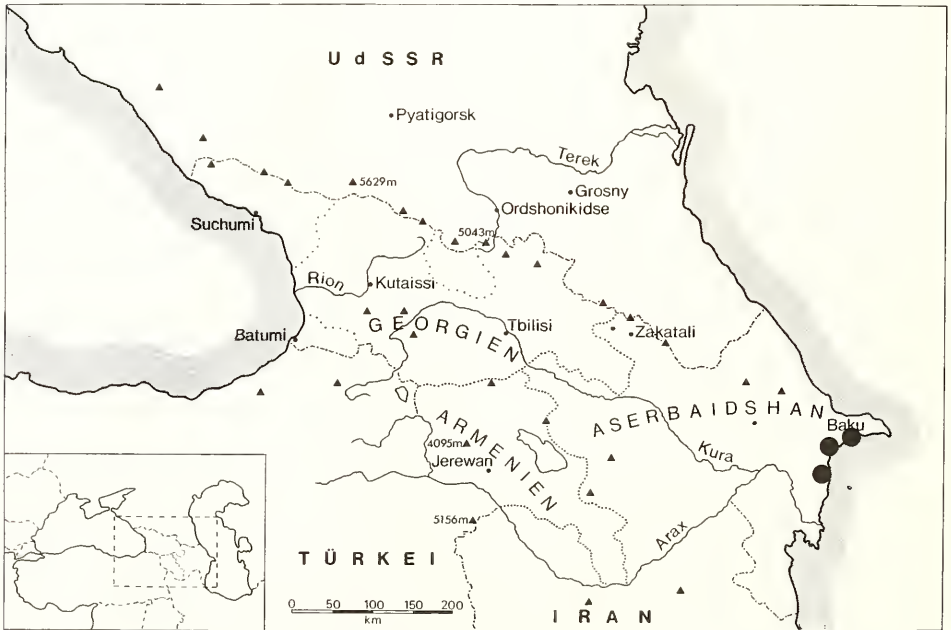 UdSSR
Pyatigorsk
Terek
5629m
Grosny
Ordshonikidse
Suchumi
5043m
Rion
Kutaissi
GEORGIEN
Tbilisi
Batumi
Zakatali
ASERBAIDSHAN
Baku
ARMENIEN
4095m
Kura
Jerewan
5156m
Arax
TÜRKEI
0 50 100 150 200
km
IRAN